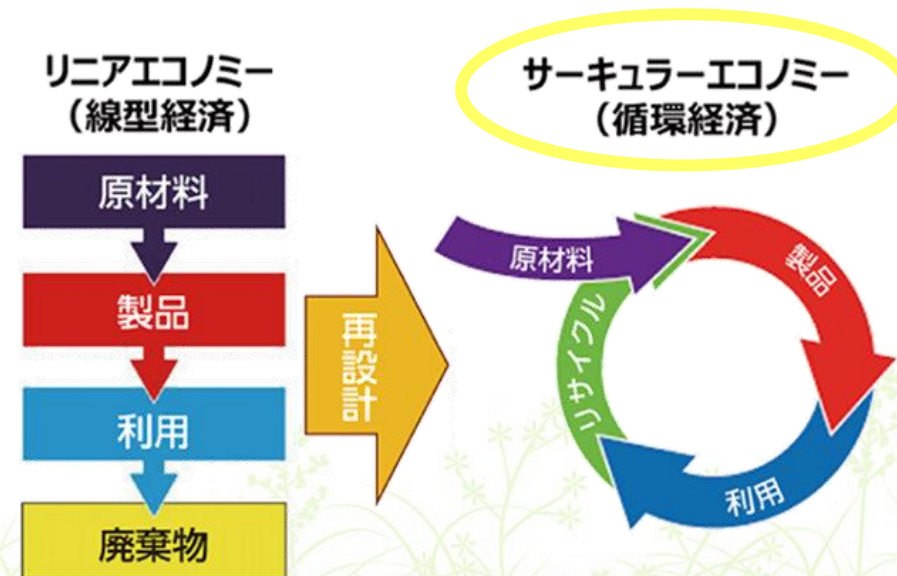 リニアエコノミー
（線型経済）
原材料
製品
利用
廃棄物
再設計
サーキュラーエコノミー
（循環経済）
原材料
製品
利用
リサイクル